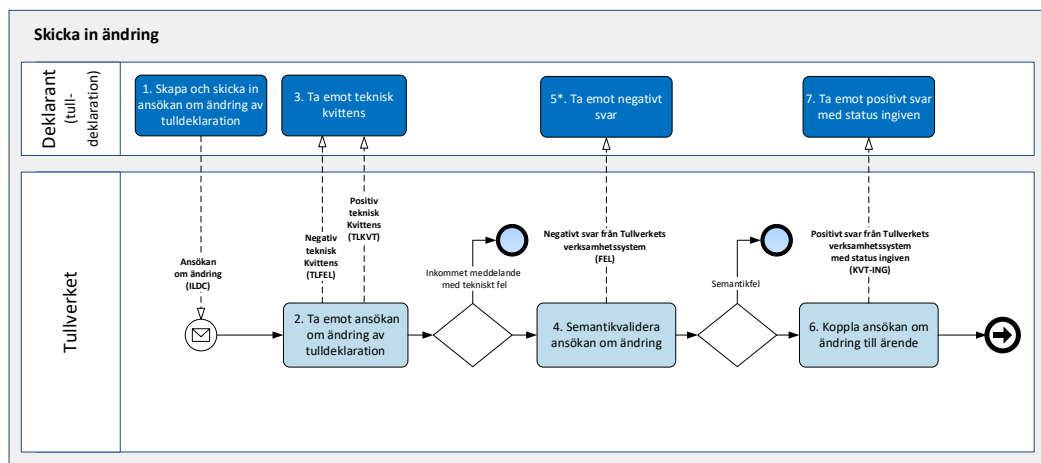 Skicka in ändring
Deklarant
(tull-
deklaration)
1. Skapa och skicka in
ansökan om ändring av
tulldeklaration
3. Ta emot teknisk
kvittens
5*. Ta emot negativt
svar
7. Ta emot positivt svar
med status ingiven
Tullverket
Ansökan
om ändring
(ILDC)
Negativ
teknisk
Kvittens
(TLFEL)
Positiv
teknisk
Kvittens
(TLKVT)
Inkommet meddelande
med tekniskt fel
Negativt svar från Tullverkets
verksamhetssystem
(FEL)
Semantikfel
Positivt svar från Tullverkets
verksamhetssystem
med status ingiven
(KVT-ING)
2. Ta emot ansökan
om ändring av
tulldeklaration
4. Semantikvalidera
ansökan om ändring
6. Koppla ansökan om
ändring till ärende